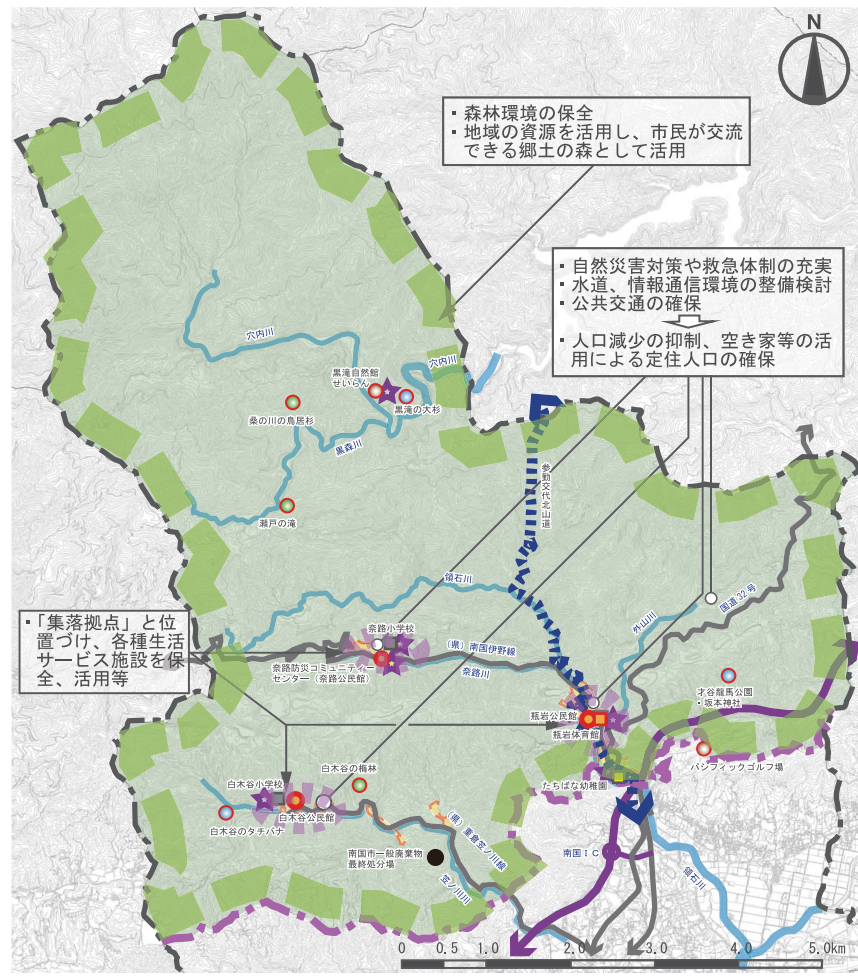 N
・森林環境の保全
・地域の資源を活用し、市民が交流
できる郷土の森として活用
・自然災害対策や救急体制の充実
・水道、情報通信環境の整備検討
・公共交通の確保
・人口減少の抑制、空き家等の活
用による定住人口の確保
穴内川
穴内川
黒滝自然館
せいらん
黒滝の大杉
桑の川の鳥居杉
黒森川
瀬戸の滝
参勤交代北山道
領石川
外山川
国道32号
・「集落拠点」と位
置づけ、各種生活
サービス施設を保
全、活用等
奈路小学校
(県)南国伊野線
奈路防災コミュニティー
センター(奈路公民館)
奈路川
才谷龍馬公園
・坂本神社
瓶岩公民館
瓶岩体育館
パシフィックゴルフ場
白木谷の梅林
たちばな幼稚園
白木谷小学校
白木谷公民館
白木谷のタチバナ
(県)重倉笠ノ川線
南国市一般廃棄物
最終処分場
笠ノ川川
南国IC
領石川
0 0.5 1.0 2.0 3.0 4.0 5.0km